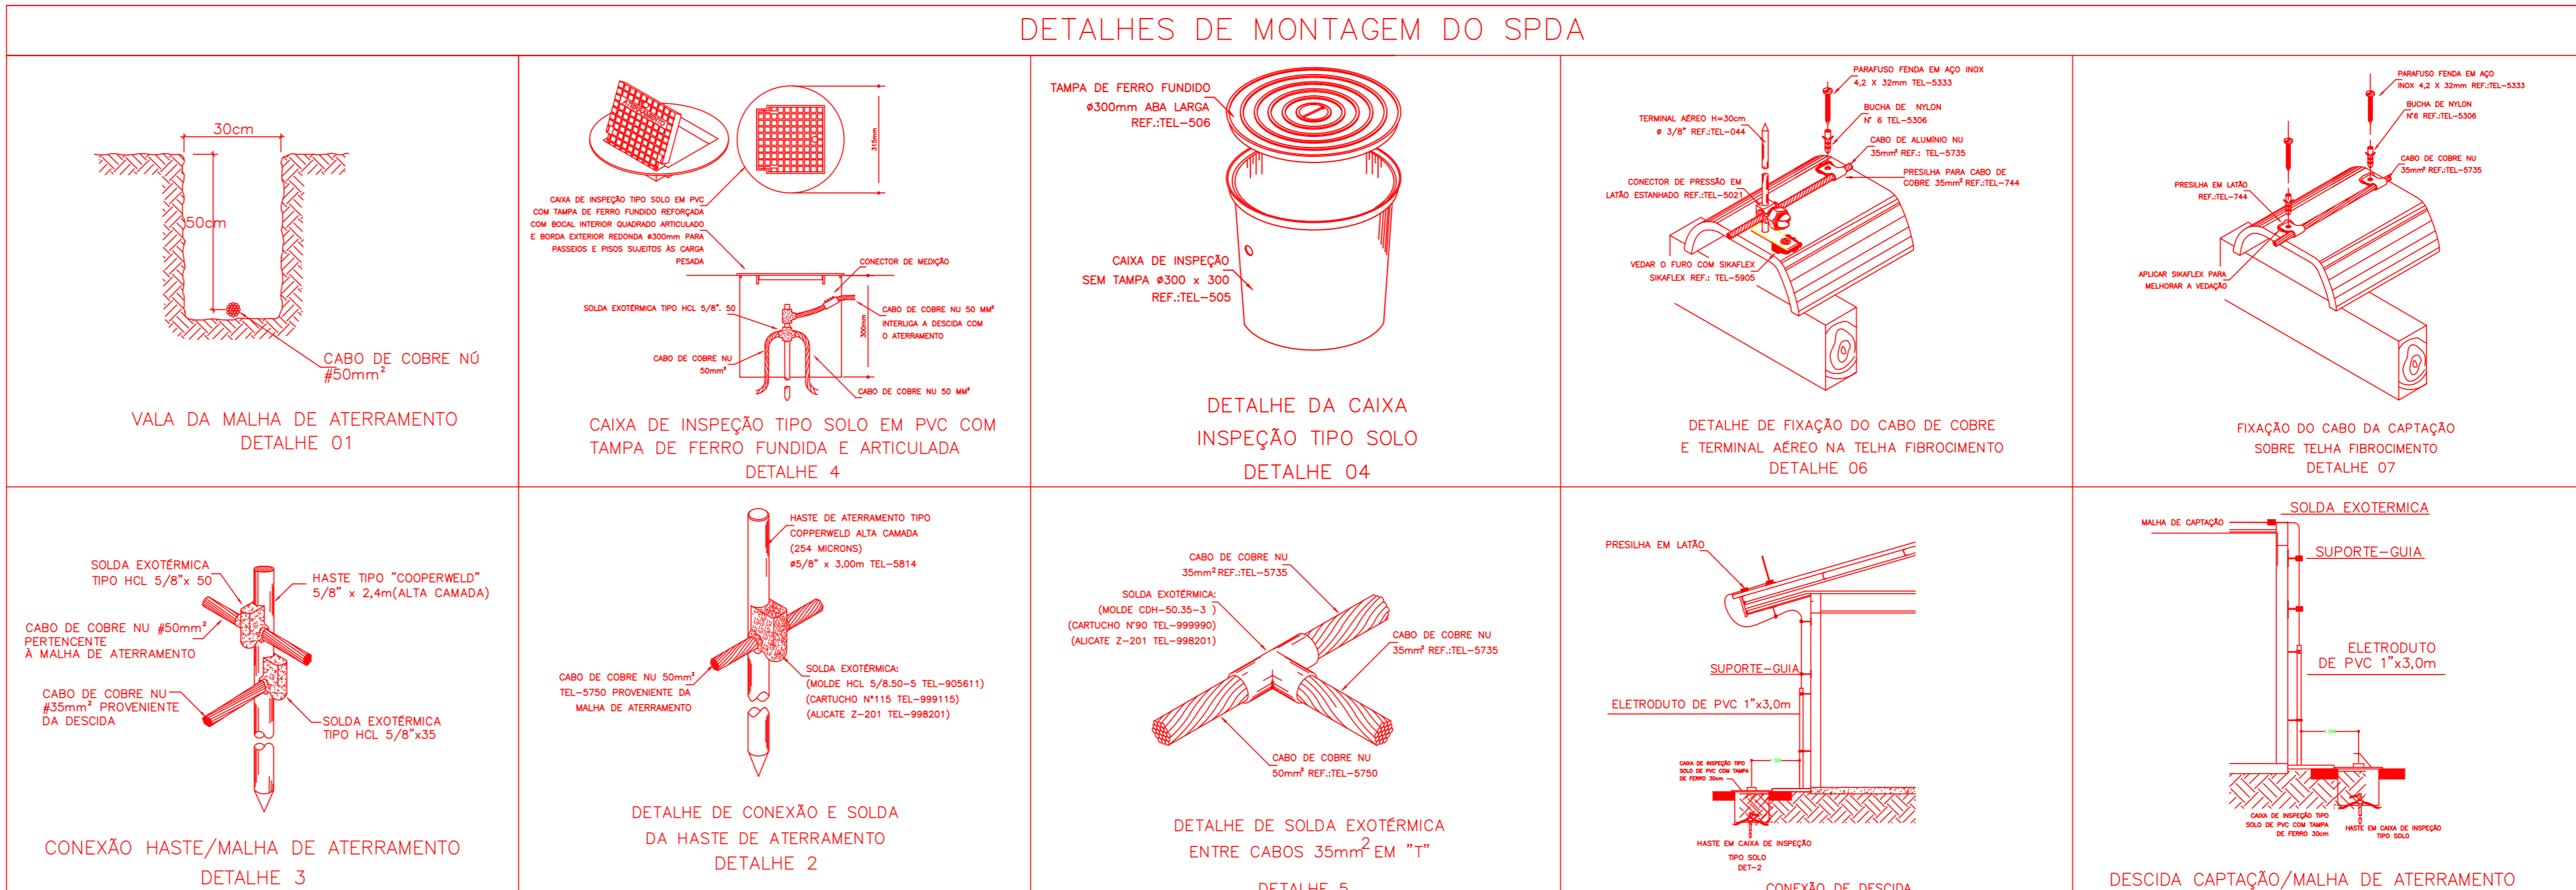 DETALHES DE MONTAGEM DO SPDA
30cm
50cm
CABO DE COBRE NÚ
#50mm²
VALA DA MALHA DE ATERRAMENTO
DETALHE 01
ATERRAMENTO
315mm
CAIXA DE INSPEÇÃO TIPO SOLO EM PVC
COM TAMPA DE FERRO FUNDIDO REFORÇADA
COM BOCAL INTERIOR QUADRADO ARTICULADO
E BORDA EXTERIOR REDONDA ø300mm PARA
PASSEIOS E PISOS SUJEITOS ÀS CARGA
PESADA
CONECTOR DE MEDIÇÃO
SOLDA EXOTÉRMICA TIPO HCL 5/8". 50
CABO DE COBRE NU 50 MM²
INTERLIGA A DESCIDA COM
O ATERRAMENTO
300mm
CABO DE COBRE NU
50mm²
CABO DE COBRE NU 50 MM²
CAIXA DE INSPEÇÃO TIPO SOLO EM PVC COM
TAMPA DE FERRO FUNDIDA E ARTICULADA
DETALHE 4
TAMPA DE FERRO FUNDIDO
ø300mm ABA LARGA
REF.:TEL-506
CAIXA DE INSPEÇÃO
SEM TAMPA ø300 x 300
REF.:TEL-505
DETALHE DA CAIXA
INSPEÇÃO TIPO SOLO
DETALHE 04
PARAFUSO FENDA EM AÇO INOX
4,2 X 32mm TEL-5333
BUCHA DE NYLON
N° 6 TEL-5306
TERMINAL AÉREO H=30cm
ø 3/8" REF.:TEL-044
CABO DE ALUMÍNIO NU
35mm² REF.: TEL-5735
PRESILHA PARA CABO DE
COBRE 35mm² REF.:TEL-744
CONECTOR DE PRESSÃO EM
LATÃO ESTANHADO REF.:TEL-5021
VEDAR O FURO COM SIKAFLEX
SIKAFLEX REF.: TEL-5905
DETALHE DE FIXAÇÃO DO CABO DE COBRE
E TERMINAL AÉREO NA TELHA FIBROCIMENTO
DETALHE 06
PARAFUSO FENDA EM AÇO
INOX 4,2 X 32mm REF.:TEL-5333
BUCHA DE NYLON
N°6 REF.:TEL-5306
CABO DE COBRE NU
35mm² REF.:TEL-5735
PRESILHA EM LATÃO
REF.:TEL-744
APLICAR SIKAFLEX PARA
MELHORAR A VEDAÇÃO
FIXAÇÃO DO CABO DA CAPTAÇÃO
SOBRE TELHA FIBROCIMENTO
DETALHE 07
SOLDA EXOTÉRMICA
TIPO HCL 5/8"x 50
HASTE TIPO "COOPERWELD"
5/8" x 2,4m(ALTA CAMADA)
CABO DE COBRE NU #50mm²
PERTENCENTE
À MALHA DE ATERRAMENTO
CABO DE COBRE NU
#35mm² PROVENIENTE
DA DESCIDA
SOLDA EXOTÉRMICA
TIPO HCL 5/8"x35
CONEXÃO HASTE/MALHA DE ATERRAMENTO
DETALHE 3
HASTE DE ATERRAMENTO TIPO
COPPERWELD ALTA CAMADA
(254 MICRONS)
ø5/8" x 3,00m TEL-5814
CABO DE COBRE NU 50mm²
TEL-5750 PROVENIENTE DA
MALHA DE ATERRAMENTO
SOLDA EXOTÉRMICA:
(MOLDE HCL 5/8.50-5 TEL-905611)
(CARTUCHO N°115 TEL-999115)
(ALICATE Z-201 TEL-998201)
DETALHE DE CONEXÃO E SOLDA
DA HASTE DE ATERRAMENTO
DETALHE 2
CABO DE COBRE NU
35mm² REF.:TEL-5735
SOLDA EXOTÉRMICA:
(MOLDE CDH-50.35-3 )
(CARTUCHO N°90 TEL-999990)
(ALICATE Z-201 TEL-998201)
CABO DE COBRE NU
35mm² REF.:TEL-5735
CABO DE COBRE NU
50mm² REF.:TEL-5750
DETALHE DE SOLDA EXOTÉRMICA
ENTRE CABOS 35mm² EM "T"
DETALHE 5
PRESILHA EM LATÃO
SUPORTE-GUIA
ELETRODUTO DE PVC 1"x3,0m
CAIXA DE INSPEÇÃO TIPO
SOLO DE PVC COM TAMPA
DE FERRO 30cm
HASTE EM CAIXA DE INSPEÇÃO
TIPO SOLO
DET-2
CONEXÃO DE DESCIDA
SOLDA EXOTERMICA
MALHA DE CAPTAÇÃO
SUPORTE-GUIA
ELETRODUTO
DE PVC 1"x3,0m
CAIXA DE INSPEÇÃO TIPO
SOLO DE PVC COM TAMPA
DE FERRO 30cm
HASTE EM CAIXA DE INSPEÇÃO
TIPO SOLO
DESCIDA CAPTAÇÃO/MALHA DE ATERRAMENTO